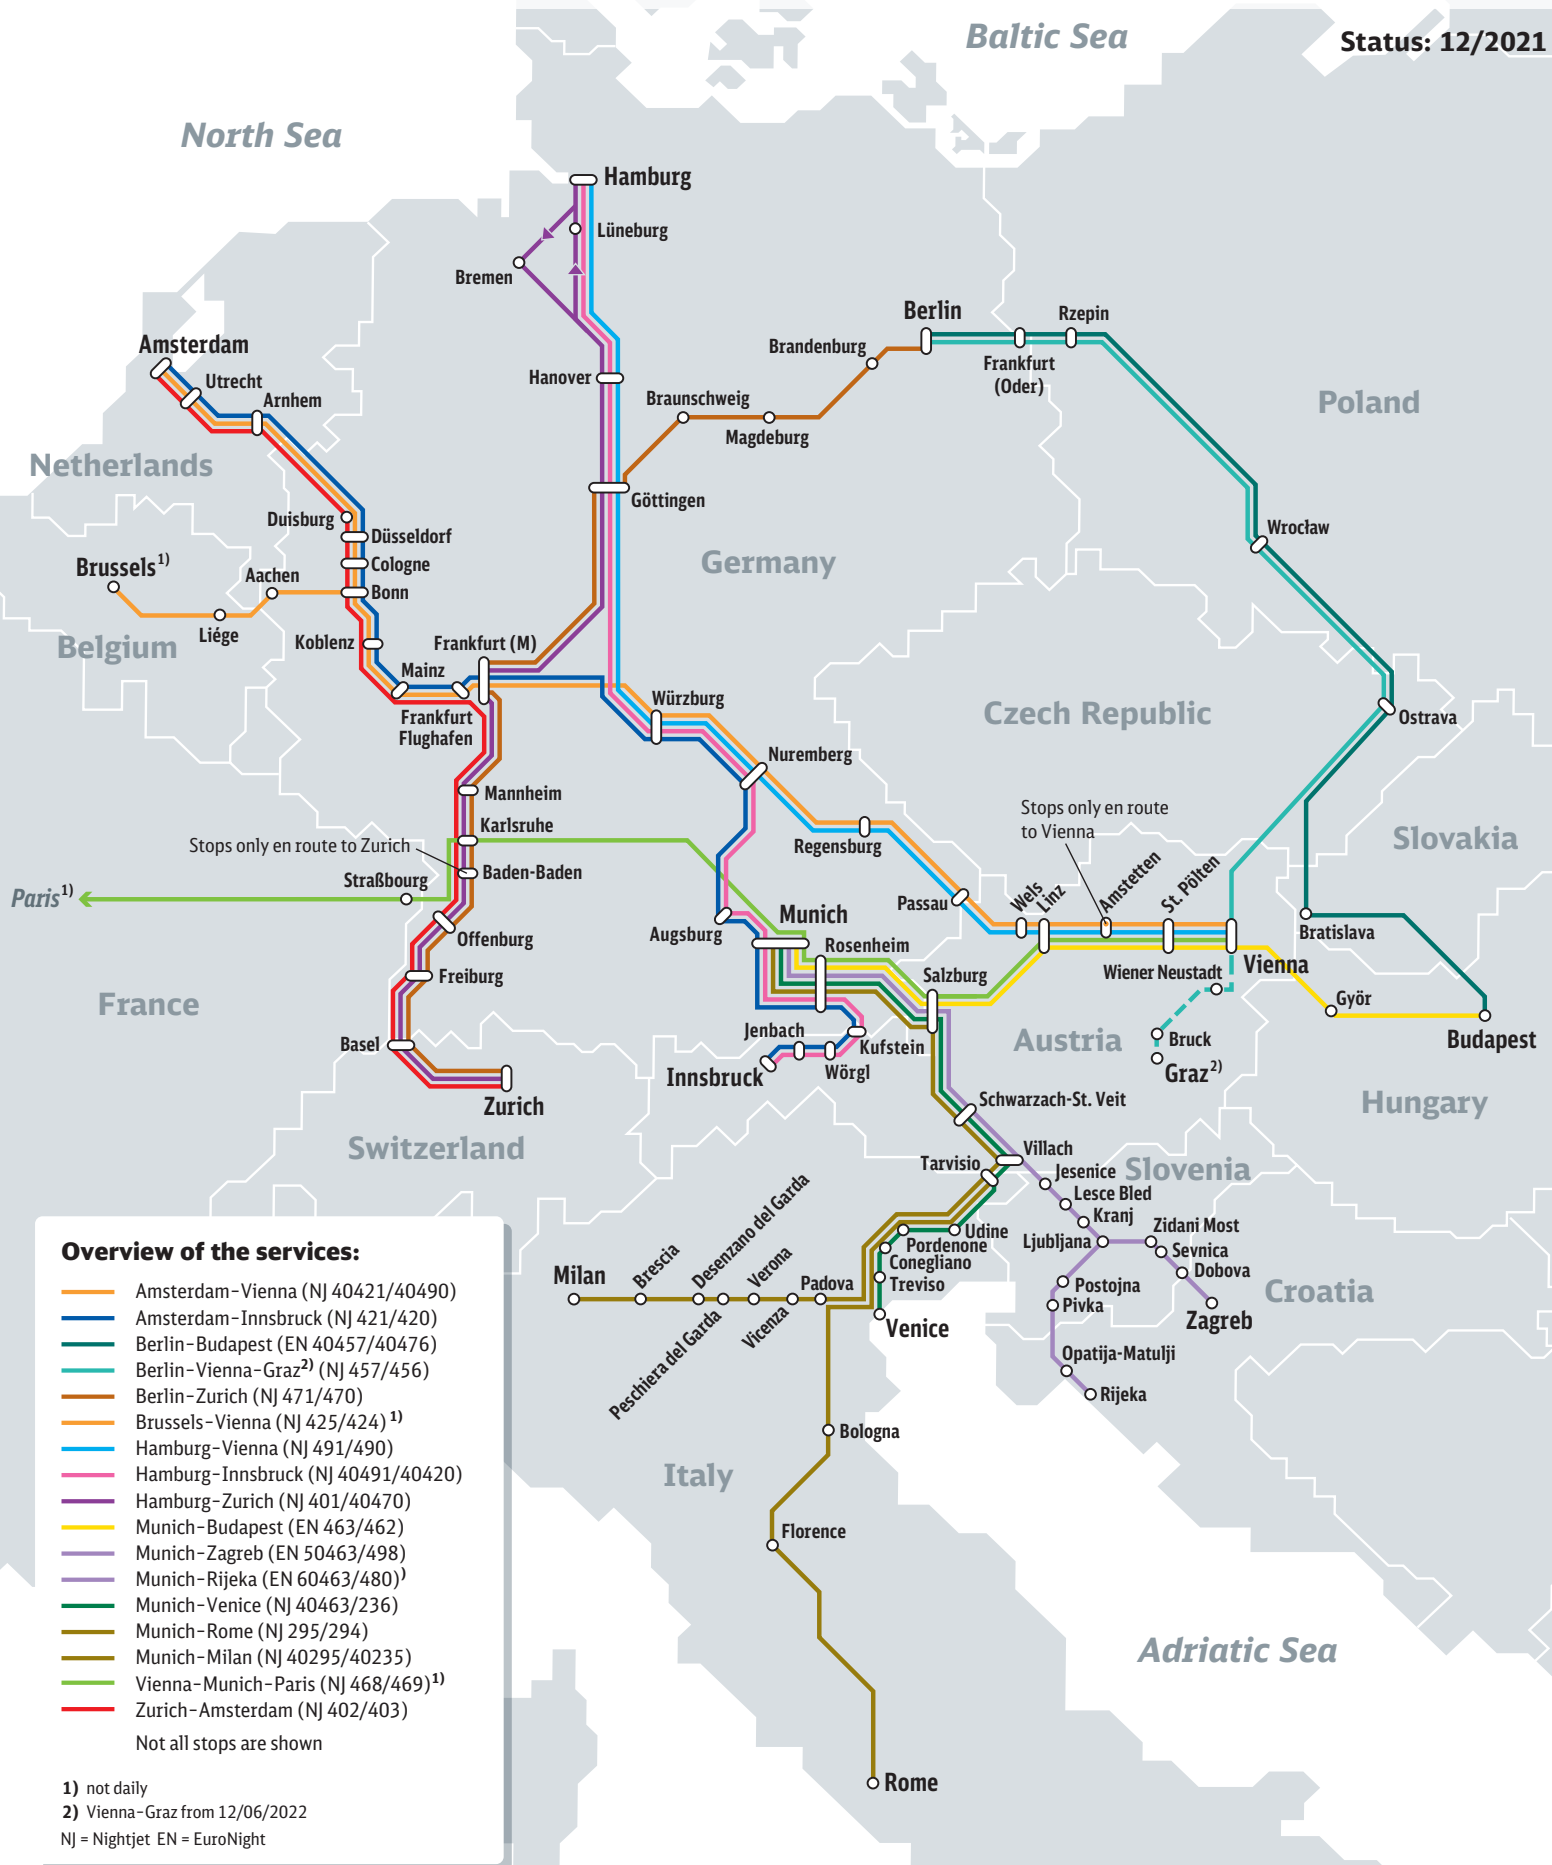 Baltic Sea
Status: 12/2021
North Sea
Hamburg
Lüneburg
Bremen
Berlin
Rzepin
Amsterdam
Brandenburg
Frankfurt
(Oder)
Utrecht
Hanover
Arnhem
Braunschweig
Magdeburg
Poland
Netherlands
Göttingen
Duisburg
Düsseldorf
Wrocław
Brussels1)
Aachen
Cologne
Germany
Bonn
Liége
Belgium
Koblenz
Frankfurt (M)
Mainz
Würzburg
Frankfurt
Flughafen
Czech Republic
Ostrava
Nuremberg
Mannheim
Stops only en route
to Vienna
Karlsruhe
Stops only en route to Zurich
Regensburg
Slovakia
Baden-Baden
Straßbourg
Paris1)
Passau
Wels
Linz
Amstetten
St. Pölten
Munich
Augsburg
Offenburg
Rosenheim
Bratislava
Vienna
Wiener Neustadt
Freiburg
Salzburg
Györ
France
Jenbach
Kufstein
Austria
Bruck
Budapest
Basel
Innsbruck
Wörgl
Graz2)
Zurich
Schwarzach-St. Veit
Hungary
Switzerland
Villach
Tarvisio
Jesenice
Slovenia
Lesce Bled
Kranj
Zidani Most
Udine
Ljubljana
Pordenone
Sevnica
Conegliano
Dobova
Milan
Brescia
Desenzano del Garda
Peschiera del Garda
Verona
Vicenza
Padova
Treviso
Postojna
Pivka
Croatia
Zagreb
Venice
Opatija-Matulji
Rijeka
Bologna
Italy
Florence
Adriatic Sea
Rome
Overview of the services:
Amsterdam-Vienna (NJ 40421/40490)
Amsterdam-Innsbruck (NJ 421/420)
Berlin-Budapest (EN 40457/40476)
Berlin-Vienna-Graz2) (NJ 457/456)
Berlin-Zurich (NJ 471/470)
Brussels-Vienna (NJ 425/424) 1)
Hamburg-Vienna (NJ 491/490)
Hamburg-Innsbruck (NJ 40491/40420)
Hamburg-Zurich (NJ 401/40470)
Munich-Budapest (EN 463/462)
Munich-Zagreb (EN 50463/498)
Munich-Rijeka (EN 60463/480))
Munich-Venice (NJ 40463/236)
Munich-Rome (NJ 295/294)
Munich-Milan (NJ 40295/40235)
Vienna-Munich-Paris (NJ 468/469)1)
Zurich-Amsterdam (NJ 402/403)
Not all stops are shown
1) not daily
2) Vienna-Graz from 12/06/2022
NJ = Nightjet EN = EuroNight